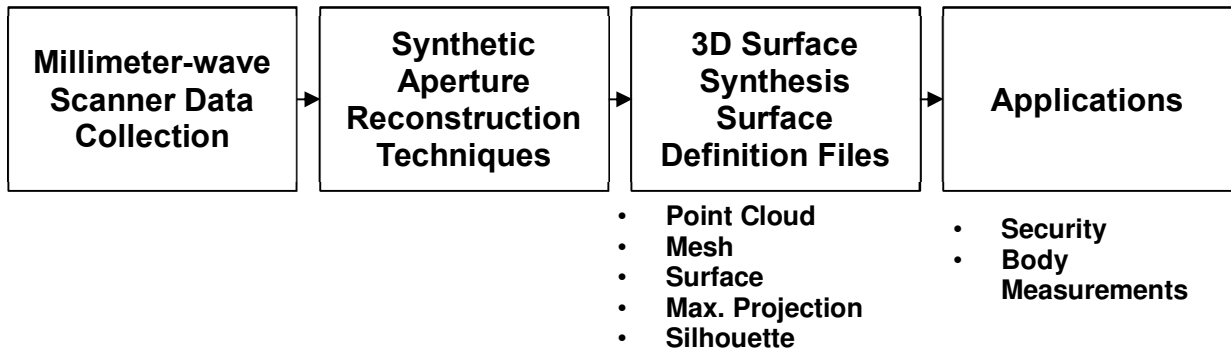 Millimeter-wave
Scanner Data
Collection
Synthetic
Aperture
Reconstruction
Techniques
3D Surface
Synthesis
Surface
Definition Files
Applications
• Point Cloud
• Mesh
• Surface
• Max. Projection
• Silhouette
• Security
• Body
Measurements